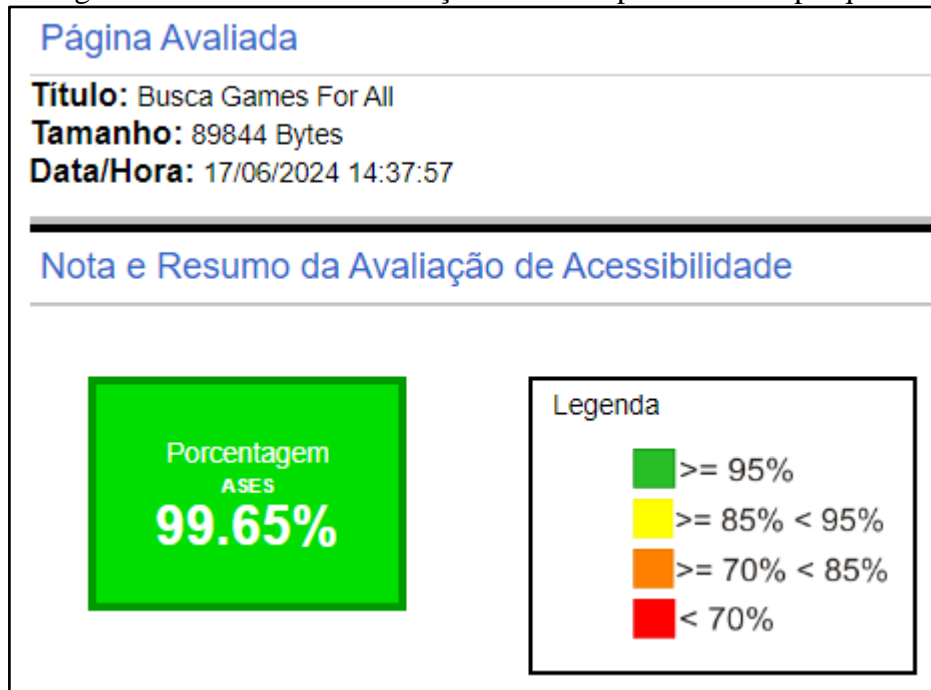 Página Avaliada
Título: Busca Games For All
Tamanho: 89844 Bytes
Data/Hora: 17/06/2024 14:37:57
Nota e Resumo da Avaliação de Acessibilidade
Porcentagem
ASES
99.65%
Legenda
>= 95%
>= 85% < 95%
>= 70% < 85%
< 70%